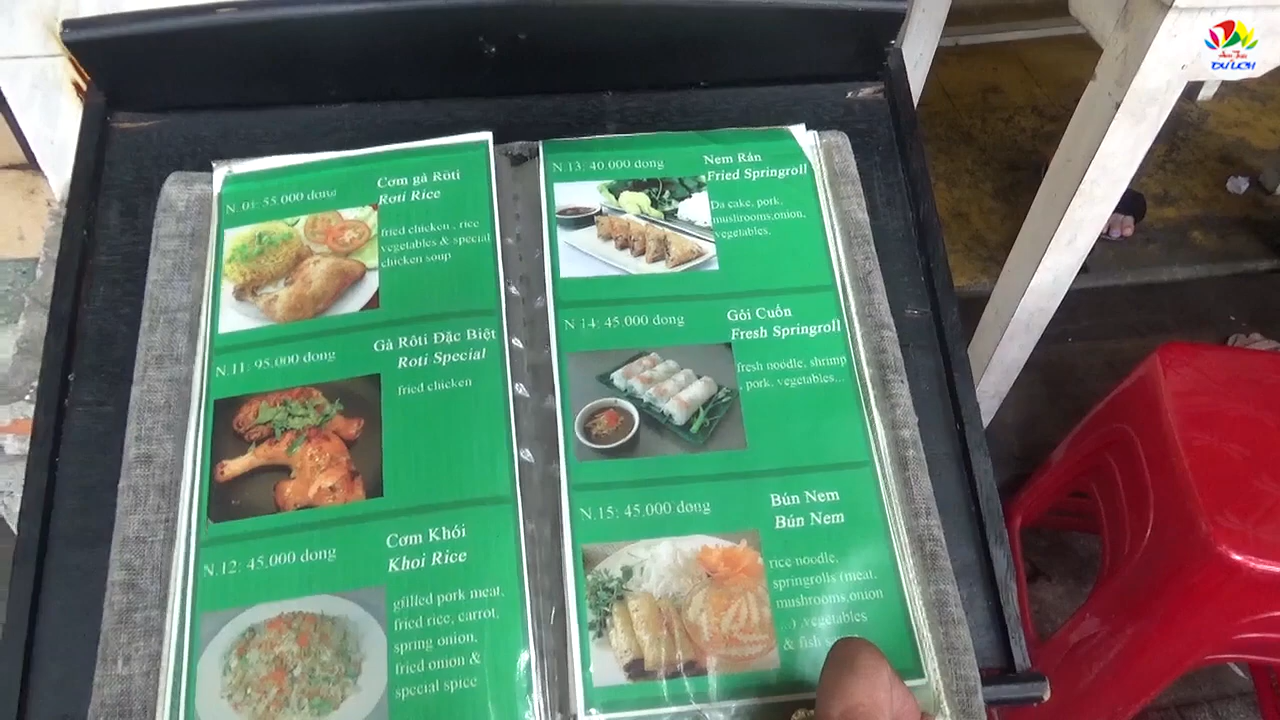 N.01: 55.000 dong
Cơm gà Rôti
Roti Rice
fried chicken , rice
vegetables & special
chicken soup
N.11: 95.000 dong
Gà Rôti Đặc Biệt
Roti Special
fried chicken
N.12: 45.000 dong
Cơm Khói
Khoi Rice
grilled pork meat,
fried rice, carrot,
spring onion,
fried onion &
special spice
N.13: 40.000 dong
Nem Rán
Fried Springroll
Da cake, pork,
mushrooms,onion,
vegetables.
N 14: 45.000 dong
Gỏi Cuốn
Fresh Springroll
fresh noodle, shrimp
, pork, vegetables...
N.15: 45.000 dong
Bún Nem
Bún Nem
rice noodle,
springrolls (meat,
mushrooms,onion
...) ,vegetables
& fish
DU LỊCH